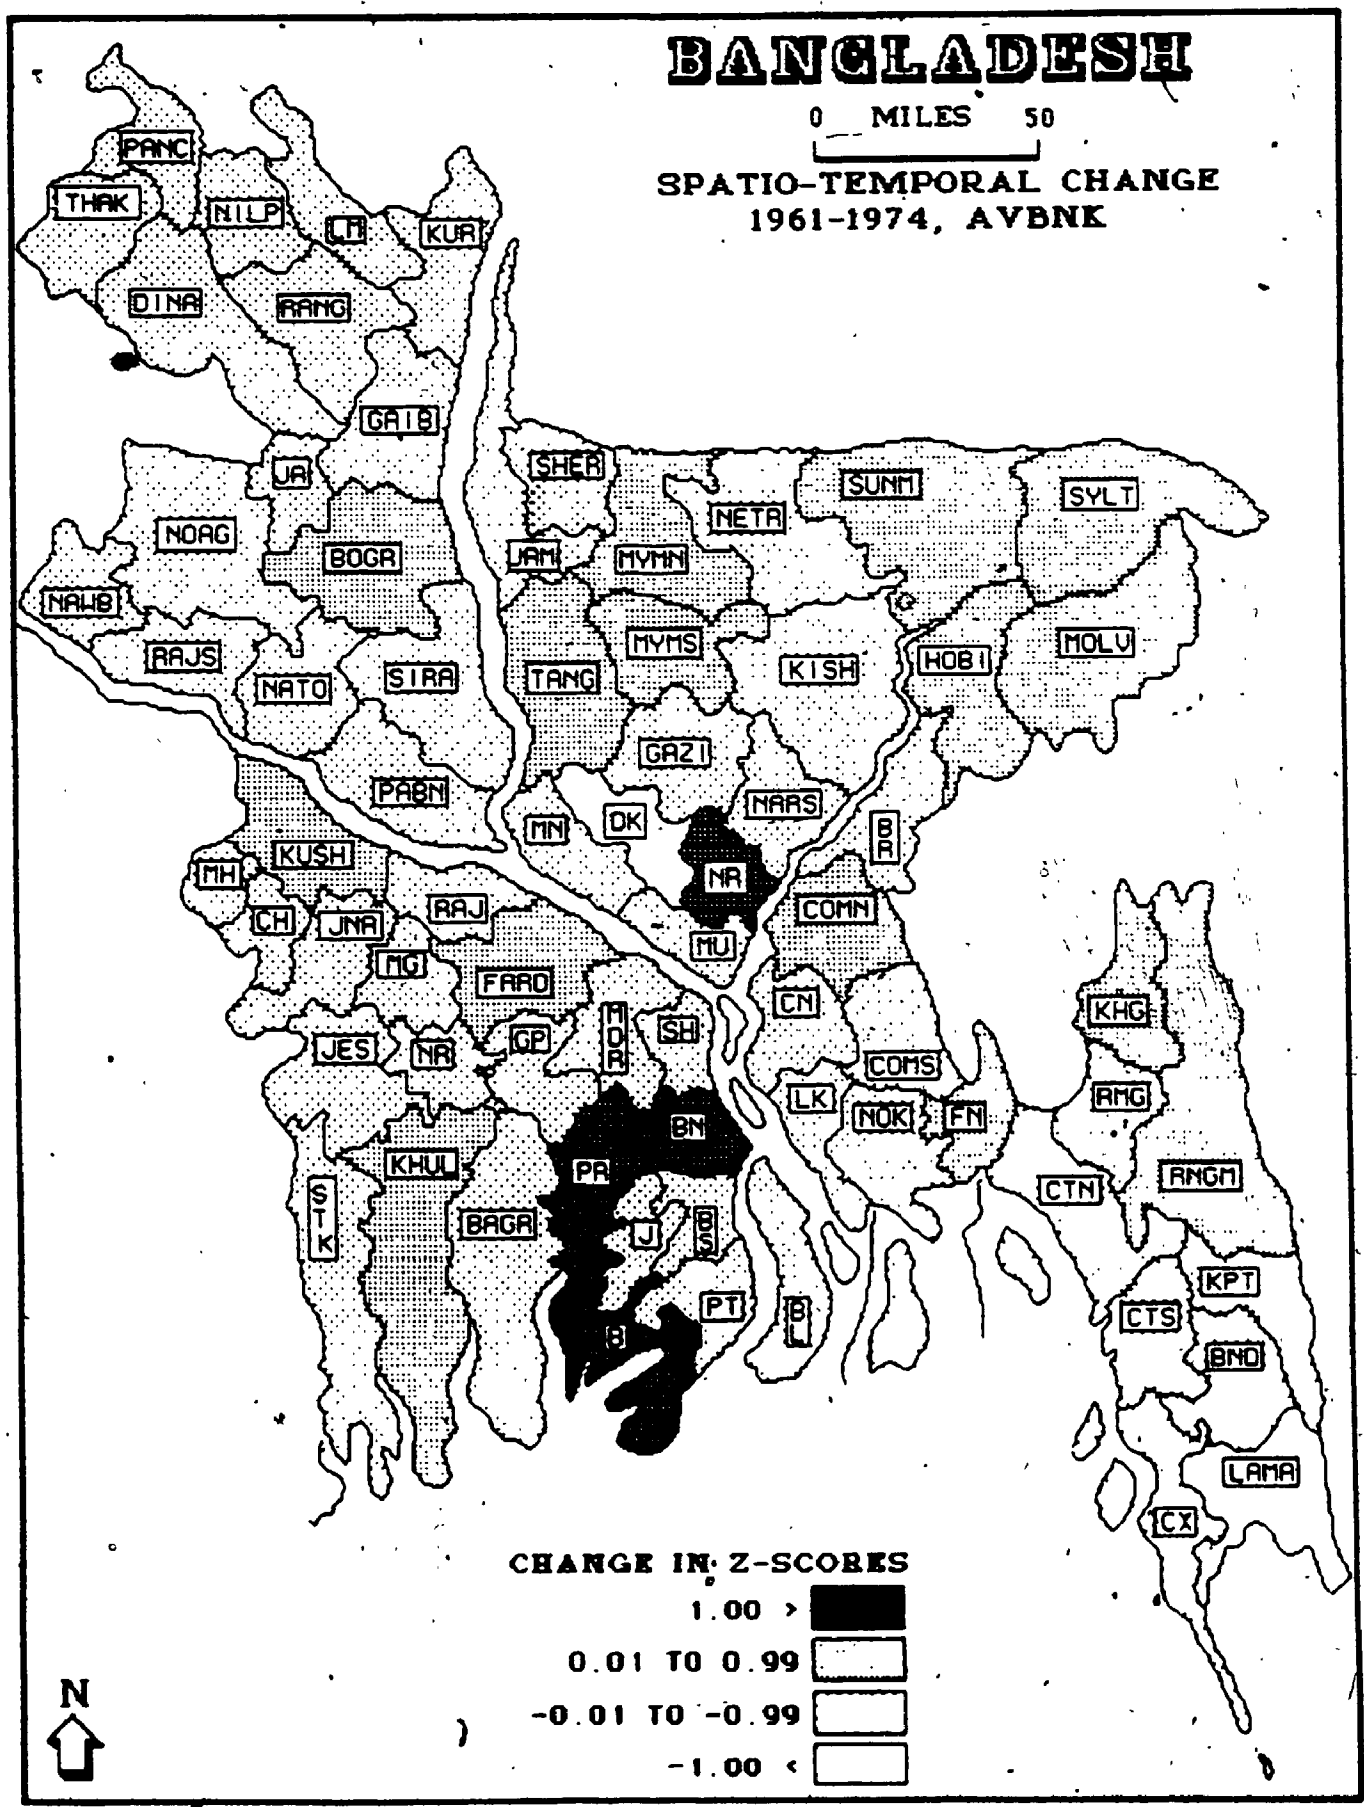 BANGLADESH
0 MILES 50
SPATIO-TEMPORAL CHANGE
1961-1974, AVBNK
PANC
THAK
NILP
LM
KUR
DINA
RANG
GAIB
JA
SHER
SUNM
SYLT
NOAG
NETR
BOGR
JAM
MYMN
NAWB
RAJS
MYMS
KISH
HOBI
MOLV
NATO
SIRA
TANG
GAZI
PABN
NARS
MN
DK
BR
KUSH
MH
NR
RAJ
COMN
CH
JNA
MU
MG
FARD
CN
KHG
MDR
SH
GP
JES
NR
COMS
LK
NOK
FN
RMG
BN
KHUL
PR
RNGM
CTN
STK
BAGR
J
BS
KPT
PT
BL
CTS
B
BND
LAMA
CX
CHANGE IN Z-SCORES
1.00 >
0.01 TO 0.99
-0.01 TO -0.99
-1.00 <
N